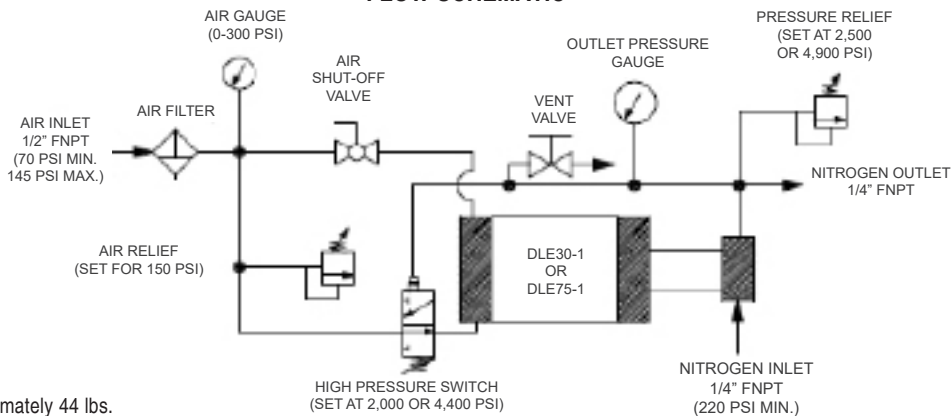 AIR GAUGE
(0-300 PSI)
PRESSURE RELIEF
(SET AT 2,500
OR 4,900 PSI)
OUTLET PRESSURE
GAUGE
AIR
SHUT-OFF
VALVE
VENT
VALVE
AIR FILTER
AIR INLET
1/2" FNPT
(70 PSI MIN.
145 PSI MAX.)
NITROGEN OUTLET
1/4" FNPT
AIR RELIEF
(SET FOR 150 PSI)
DLE30-1
OR
DLE75-1
HIGH PRESSURE SWITCH
(SET AT 2,000 OR 4,400 PSI)
NITROGEN INLET
1/4" FNPT
(220 PSI MIN.)
mately 44 lbs.